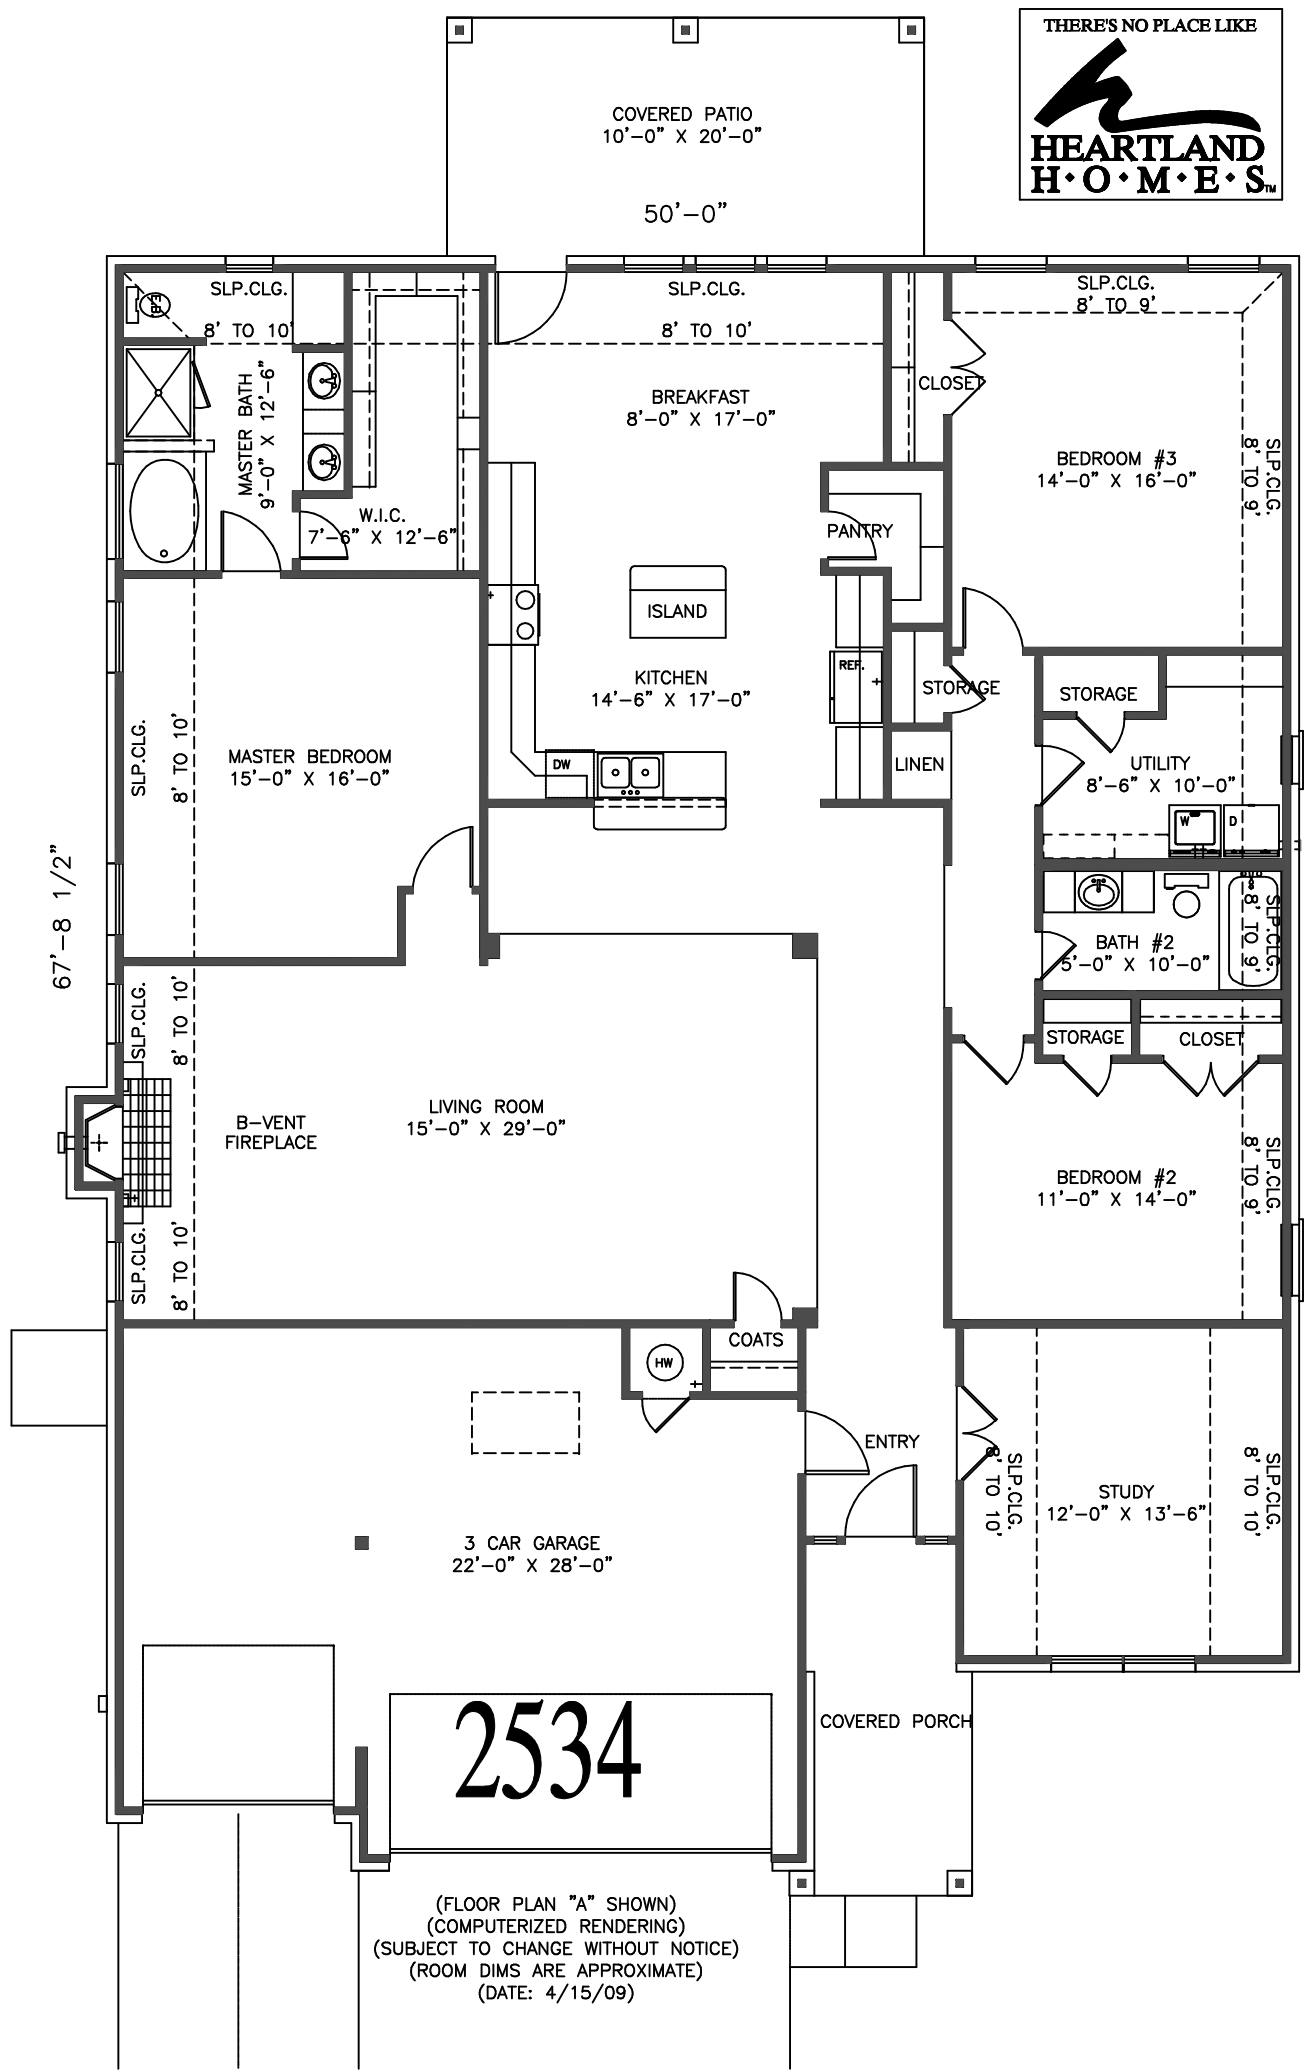 THERE'S NO PLACE LIKE
HEARTLAND
H·O·M·E·S™
COVERED PATIO
10'-0" X 20'-0"
50'-0"
SLP.CLG.
8' TO 10'
SLP.CLG.
8' TO 10'
SLP.CLG.
8' TO 9'
MASTER BATH
9'-0" X 12'-6"
BREAKFAST
8'-0" X 17'-0"
CLOSET
BEDROOM #3
14'-0" X 16'-0"
SLP.CLG.
8' TO 9'
W.I.C.
7'-6" X 12'-6"
PANTRY
ISLAND
KITCHEN
14'-6" X 17'-0"
REF.
STORAGE
STORAGE
MASTER BEDROOM
15'-0" X 16'-0"
SLP.CLG.
8' TO 10'
DW
LINEN
UTILITY
8'-6" X 10'-0"
W
D
67'-8 1/2"
BATH #2
5'-0" X 10'-0"
SLP.CLG.
8' TO 9'
SLP.CLG.
8' TO 10'
STORAGE
CLOSET
B-VENT
FIREPLACE
LIVING ROOM
15'-0" X 29'-0"
BEDROOM #2
11'-0" X 14'-0"
SLP.CLG.
8' TO 9'
SLP.CLG.
8' TO 10'
COATS
HW
ENTRY
SLP.CLG.
8' TO 10'
STUDY
12'-0" X 13'-6"
SLP.CLG.
8' TO 10'
3 CAR GARAGE
22'-0" X 28'-0"
2534
COVERED PORCH
(FLOOR PLAN "A" SHOWN)
(COMPUTERIZED RENDERING)
(SUBJECT TO CHANGE WITHOUT NOTICE)
(ROOM DIMS ARE APPROXIMATE)
(DATE: 4/15/09)